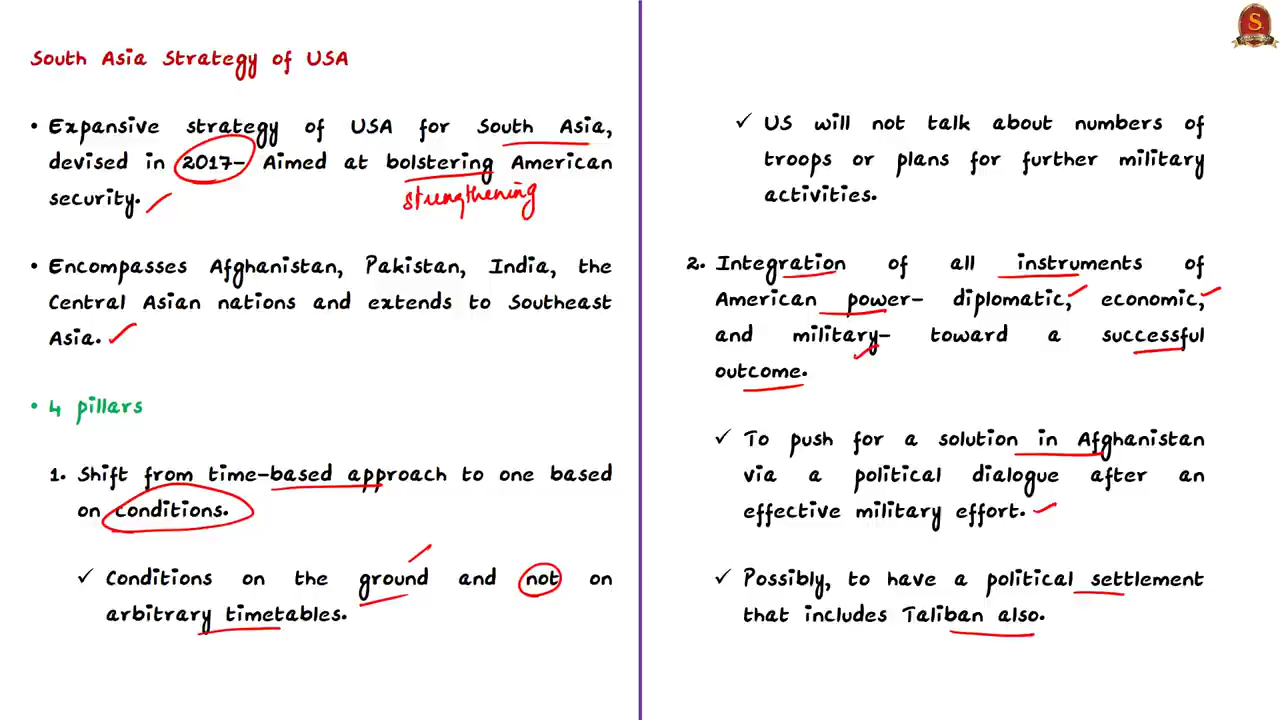 South Asia Strategy of USA
• Expansive strategy of USA for South Asia,
devised in 2017- Aimed at bolstering American
security.
strengthening
• Encompasses Afghanistan, Pakistan, India, the
Central Asian nations and extends to Southeast
Asia.
• 4 pillars
1. Shift from time-based approach to one based
on conditions.
✓ Conditions on the ground and not on
arbitrary timetables.
✓ US will not talk about numbers of
troops or plans for further military
activities.
2. Integration of all instruments of
American power- diplomatic, economic,
and military- toward a successful
outcome.
✓ To push for a solution in Afghanistan
via a political dialogue after an
effective military effort.
✓ Possibly, to have a political settlement
that includes Taliban also.
S